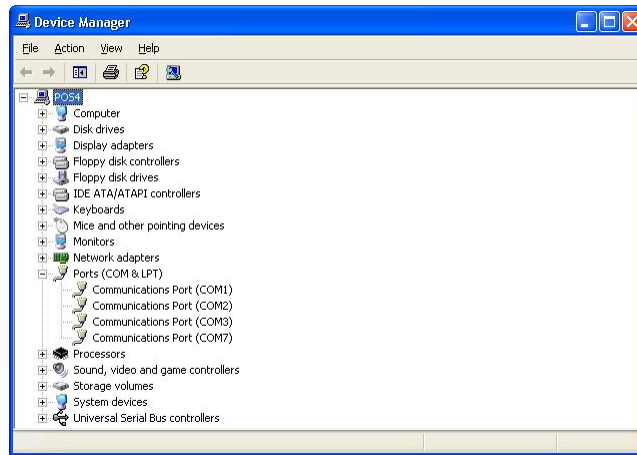 Device Manager
File Action View Help
POS4
Computer
Disk drives
Display adapters
Floppy disk controllers
Floppy disk drives
IDE ATA/ATAPI controllers
Keyboards
Mice and other pointing devices
Monitors
Network adapters
Ports (COM & LPT)
Communications Port (COM1)
Communications Port (COM2)
Communications Port (COM3)
Communications Port (COM7)
Processors
Sound, video and game controllers
Storage volumes
System devices
Universal Serial Bus controllers